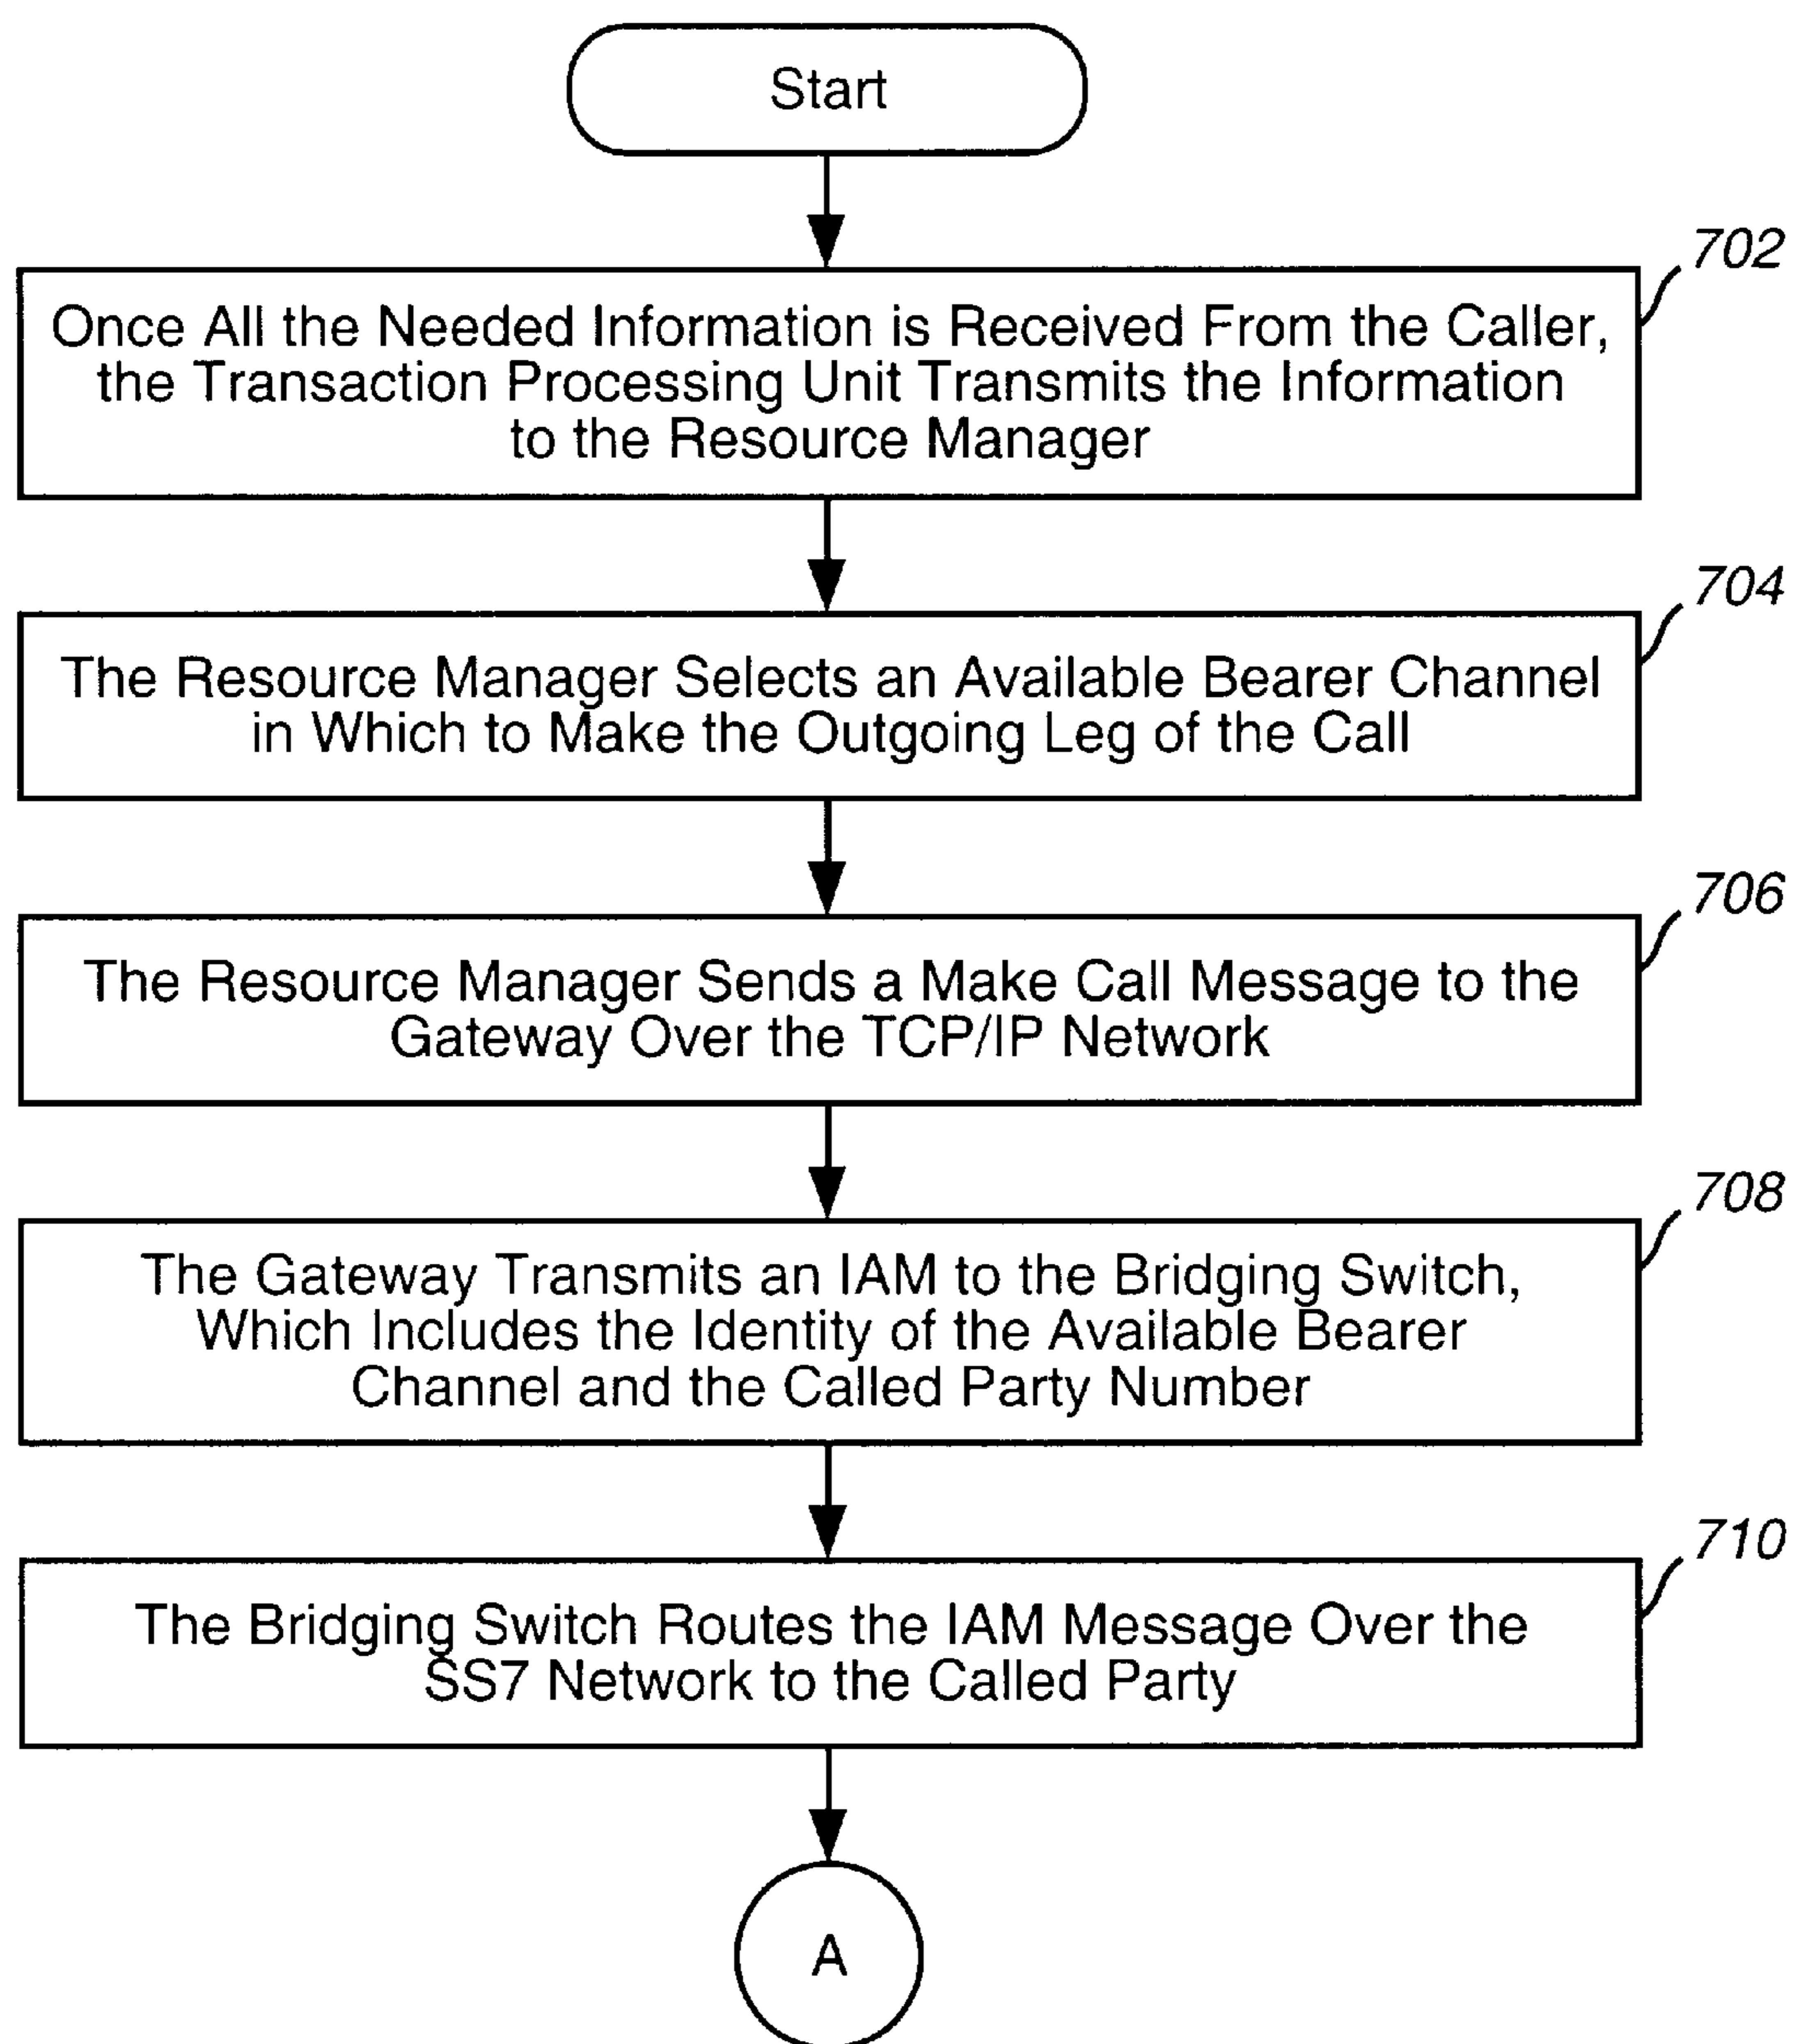 Start
702
Once All the Needed Information is Received From the Caller,
the Transaction Processing Unit Transmits the Information
to the Resource Manager
704
The Resource Manager Selects an Available Bearer Channel
in Which to Make the Outgoing Leg of the Call
706
The Resource Manager Sends a Make Call Message to the
Gateway Over the TCP/IP Network
708
The Gateway Transmits an IAM to the Bridging Switch,
Which Includes the Identity of the Available Bearer
Channel and the Called Party Number
710
The Bridging Switch Routes the IAM Message Over the
SS7 Network to the Called Party
A